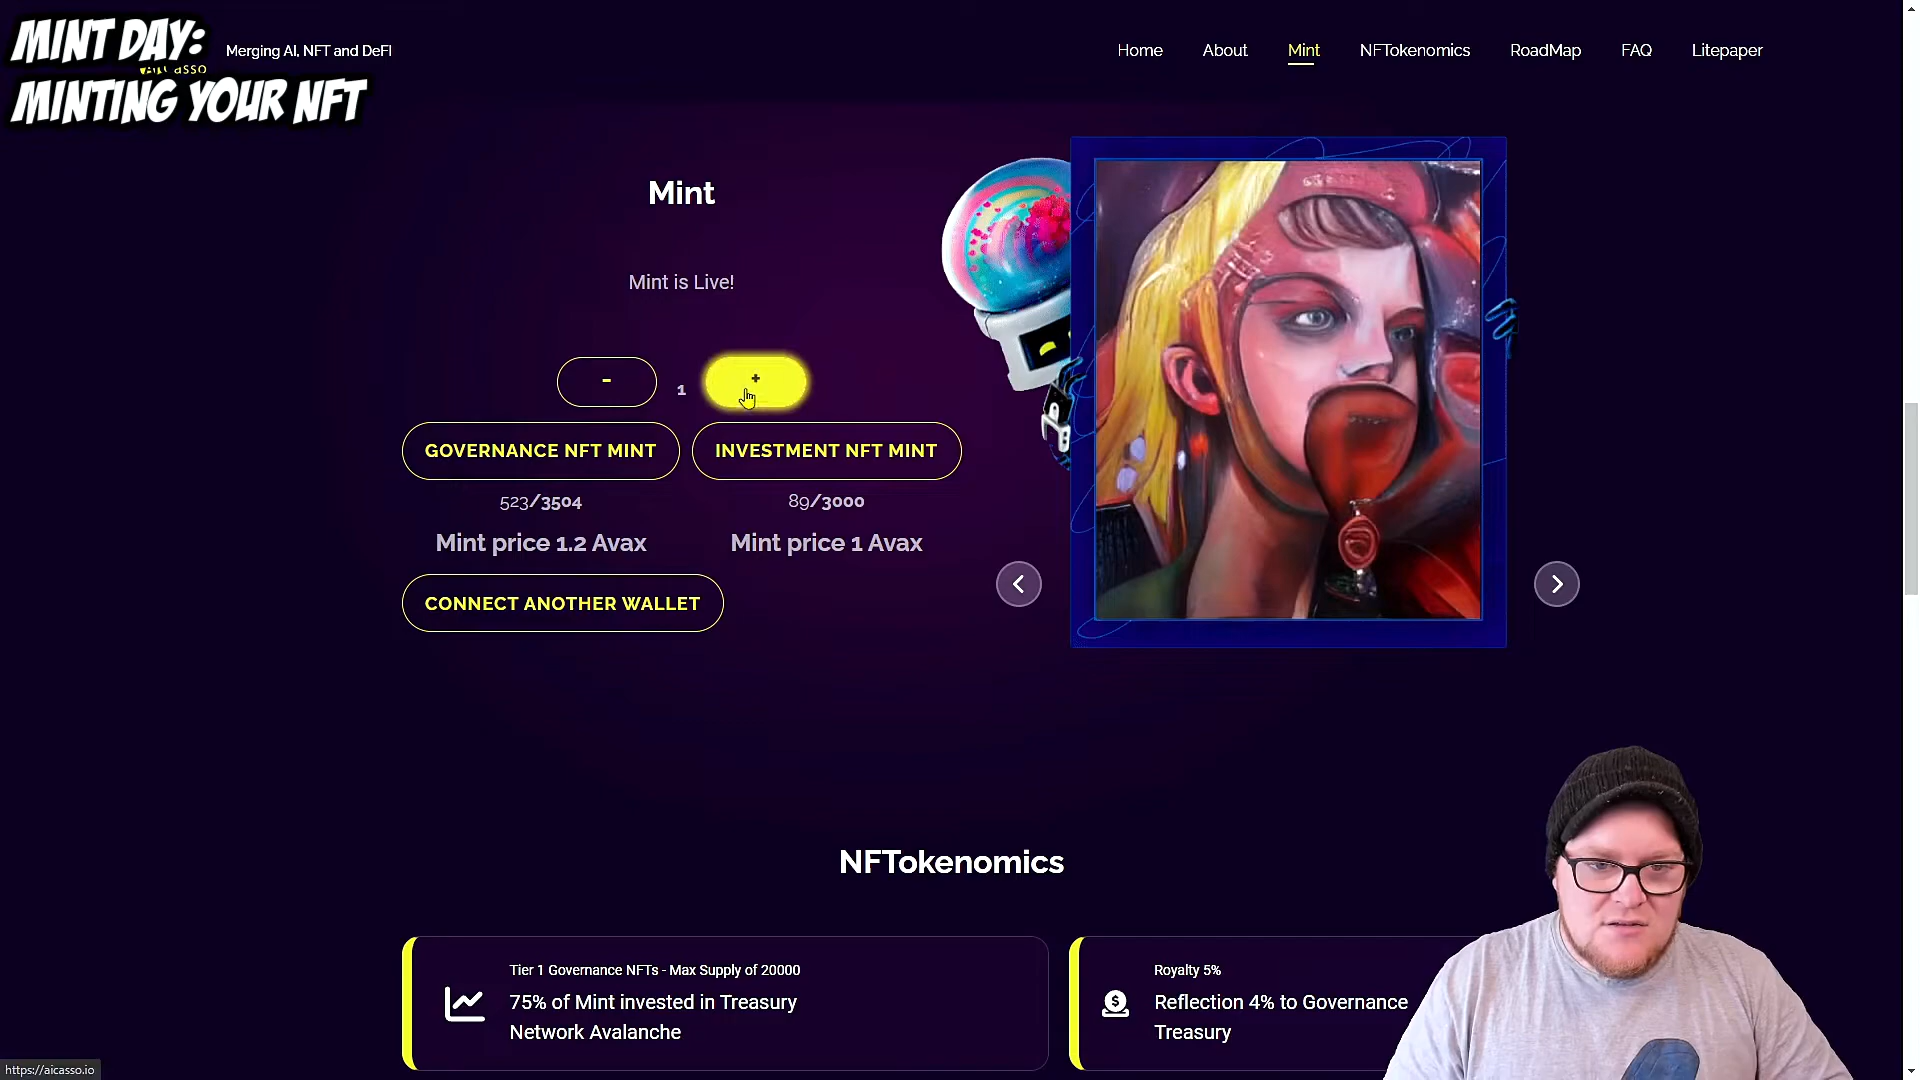 MINT DAY:
MINTING YOUR NFT
Merging AI, NFT and DeFI
Home
About
Mint
NFTokenomics
RoadMap
FAQ
Litepaper
Mint
Mint is Live!
-
1
+
GOVERNANCE NFT MINT
INVESTMENT NFT MINT
523/3504
89/3000
Mint price 1.2 Avax
Mint price 1 Avax
CONNECT ANOTHER WALLET
NFTokenomics
Tier 1 Governance NFTs - Max Supply of 20000
75% of Mint invested in Treasury
Network Avalanche
Royalty 5%
Reflection 4% to Governance
Treasury
https://aicasso.io